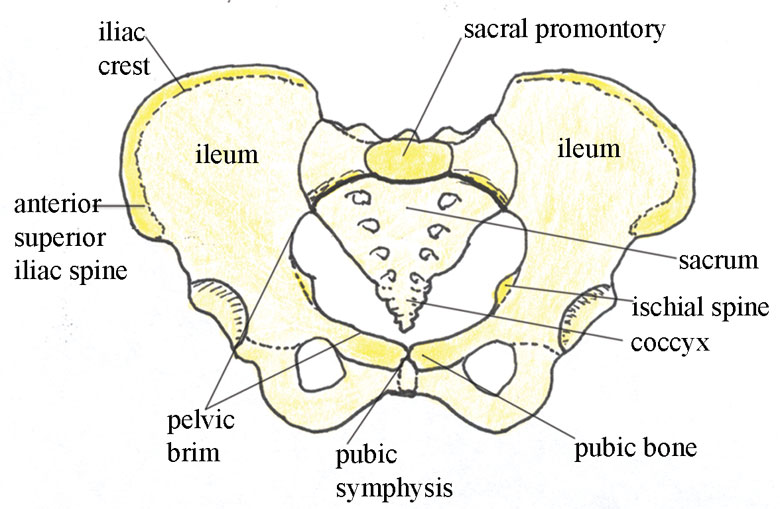 iliac
crest
sacral promontory
ileum
ileum
anterior
superior
iliac spine
sacrum
ischial spine
coccyx
pelvic
brim
pubic
symphysis
pubic bone